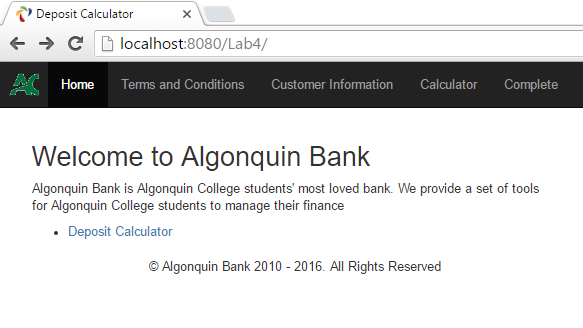 Deposit Calculator
localhost:8080/Lab4/
AC Home Terms and Conditions Customer Information Calculator Complete
Welcome to Algonquin Bank
Algonquin Bank is Algonquin College students' most loved bank. We provide a set of tools
for Algonquin College students to manage their finance
Deposit Calculator
© Algonquin Bank 2010 - 2016. All Rights Reserved